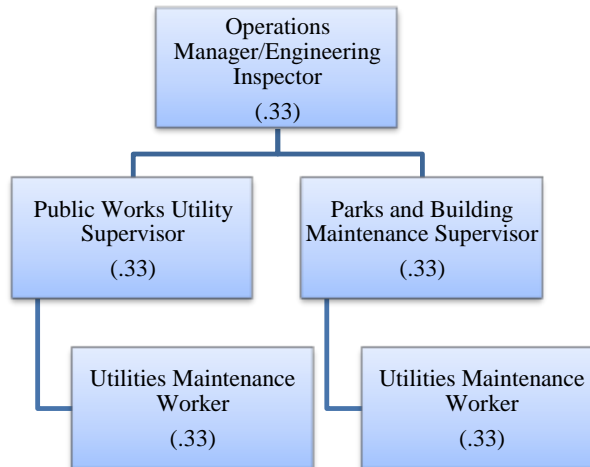 Operations
Manager/Engineering
Inspector
(.33)
Public Works Utility
Supervisor
(.33)
Parks and Building
Maintenance Supervisor
(.33)
Utilities Maintenance
Worker
(.33)
Utilities Maintenance
Worker
(.33)